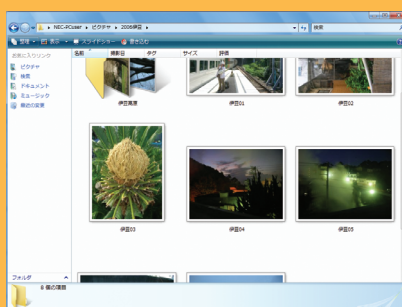 NEC-PCuser ▸ ピクチャ ▸ 2006伊豆 ▸
検索
整理 表示 スライドショー 書き込む
お気に入りリンク
名前 撮影日 タグ サイズ 評価
ピクチャ
検索
ドキュメント
ミュージック
最近の変更
伊豆高原 伊豆01 伊豆02
伊豆03 伊豆04 伊豆05
フォルダ
8 個の項目